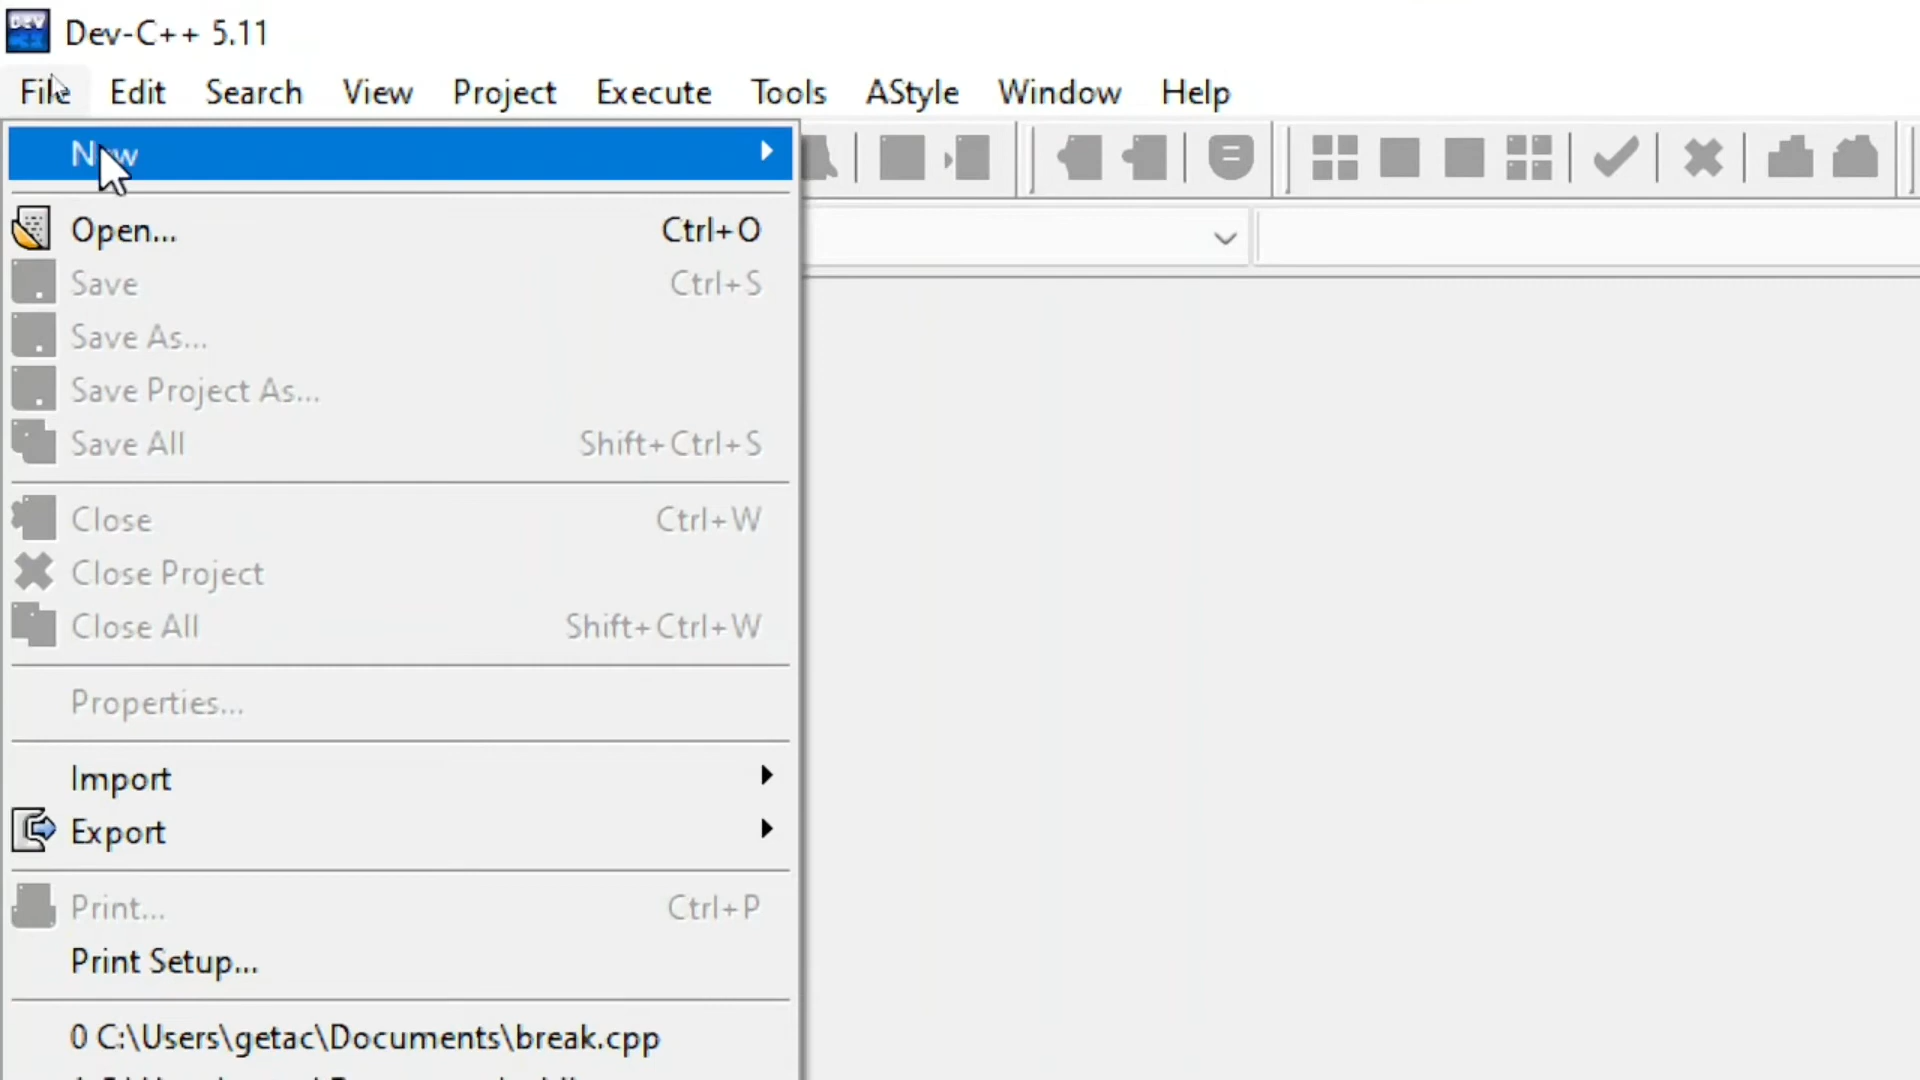 Dev-C++ 5.11
File Edit Search View Project Execute Tools AStyle Window Help
New
Open... Ctrl+O
Save Ctrl+S
Save As...
Save Project As...
Save All Shift+Ctrl+S
Close Ctrl+W
Close Project
Close All Shift+Ctrl+W
Properties...
Import
Export
Print... Ctrl+P
Print Setup...
0 C:\Users\getac\Documents\break.cpp